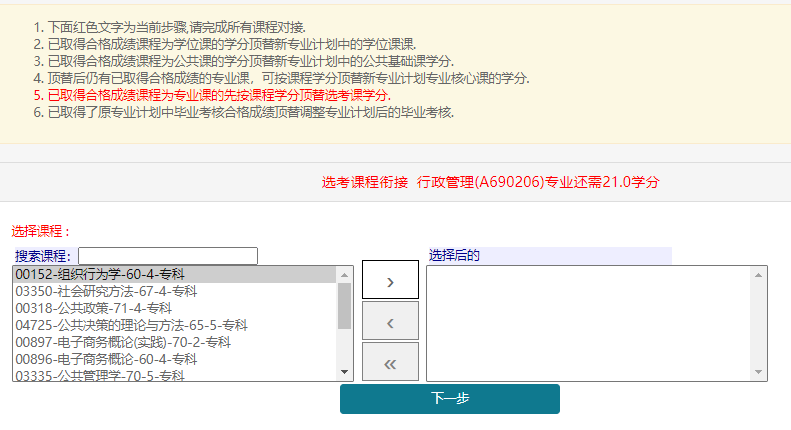 1. 下面红色文字为当前步骤,请完成所有课程对接.
2. 已取得合格成绩课程为学位课的学分顶替新专业计划中的学位课课.
3. 已取得合格成绩课程为公共课的学分顶替新专业计划中的公共基础课学分.
4. 顶替后仍有已取得合格成绩的专业课，可按课程学分顶替新专业计划专业核心课的学分.
5. 已取得合格成绩课程为专业课的先按课程学分顶替选考课学分.
6. 已取得了原专业计划中毕业考核合格成绩顶替调整专业计划后的毕业考核.
选考课程衔接 行政管理(A690206)专业还需21.0学分
选择课程：
搜索课程:
00152-组织行为学-60-4-专科
03350-社会研究方法-67-4-专科
00318-公共政策-71-4-专科
04725-公共决策的理论与方法-65-5-专科
00897-电子商务概论(实践)-70-2-专科
00896-电子商务概论-60-4-专科
03335-公共管理学-70-5-专科
›
‹
«
选择后的
下一步